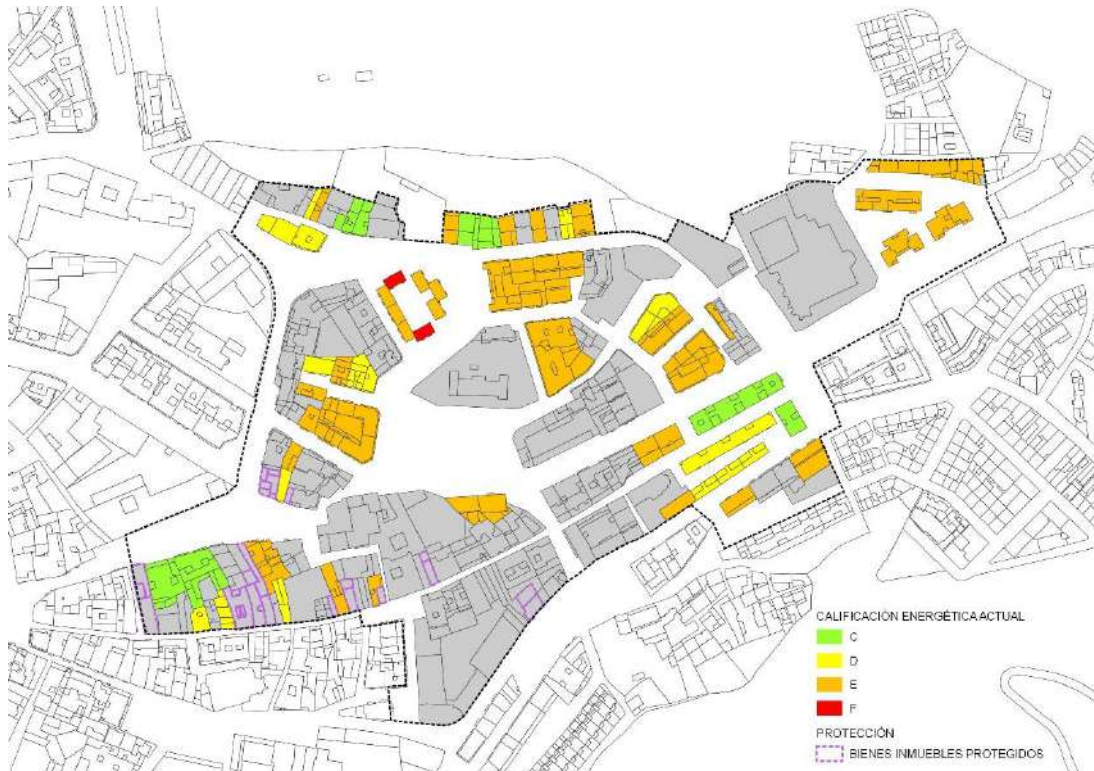 CALIFICACIÓN ENERGÉTICA ACTUAL
C
D
E
F
PROTECCIÓN
BIENES INMUEBLES PROTEGIDOS